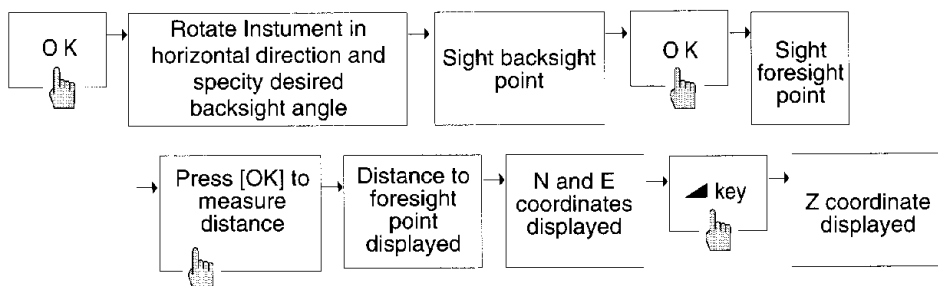 O K
Rotate Instument in
horizontal direction and
specity desired
backsight angle
Sight backsight
point
O K
Sight
foresight
point
Press [OK] to
measure
distance
Distance to
foresight
point
displayed
N and E
coordinates
displayed
key
Z coordinate
displayed